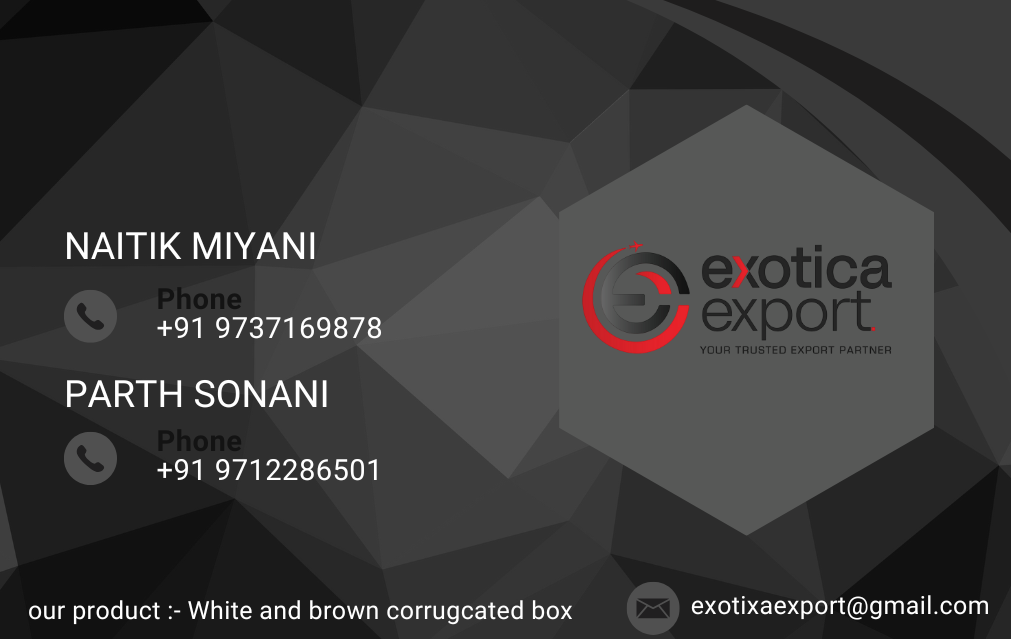 NAITIK MIYANI
Phone
+91 9737169878
PARTH SONANI
Phone
+91 9712286501
exotica
export.
YOUR TRUSTED EXPORT PARTNER
our product :- White and brown corrugcated box
exotixaexport@gmail.com